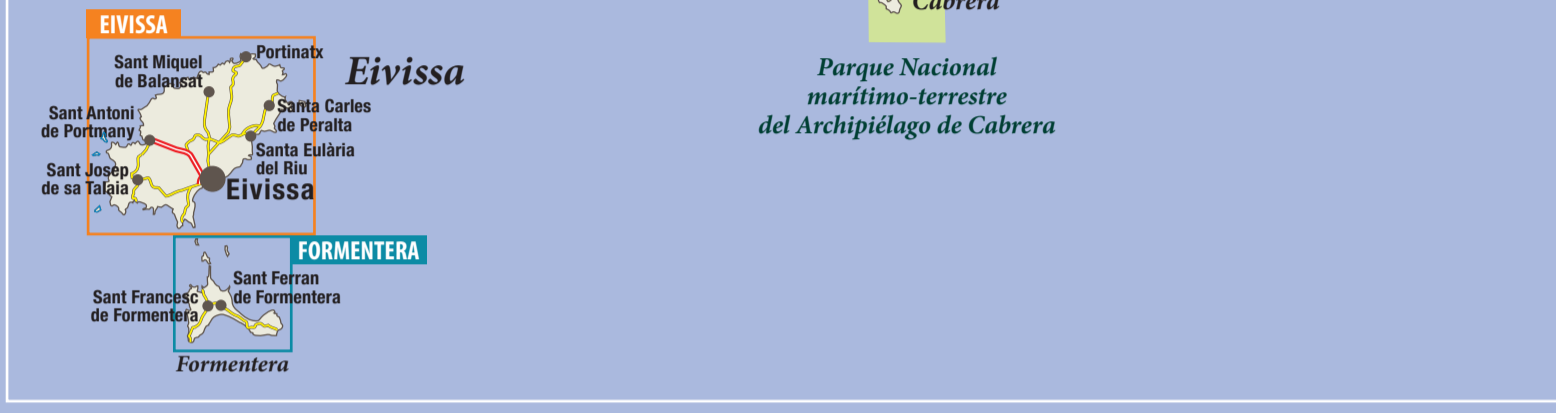 Cabrera
EIVISSA
Portinatx
Sant Miquel
de Balansat
Eivissa
Parque Nacional
marítimo-terrestre
del Archipiélago de Cabrera
Sant Antoni
de Portmany
Santa Carles
de Peralta
Santa Eulària
del Riu
Sant Josep
de sa Talaia
Eivissa
FORMENTERA
Sant Ferran
de Formentera
Sant Francesc
de Formentera
Formentera